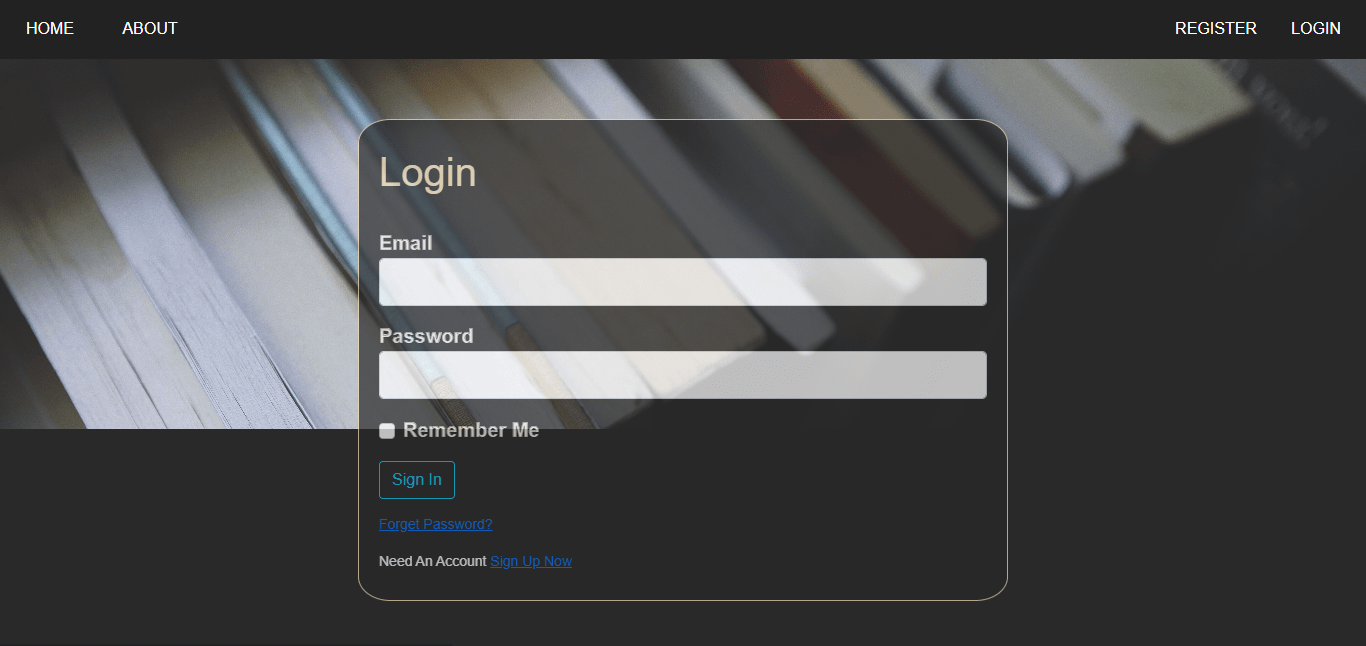 HOME ABOUT REGISTER LOGIN
Login
Email
Password
Remember Me
Sign In
Forget Password?
Need An Account Sign Up Now